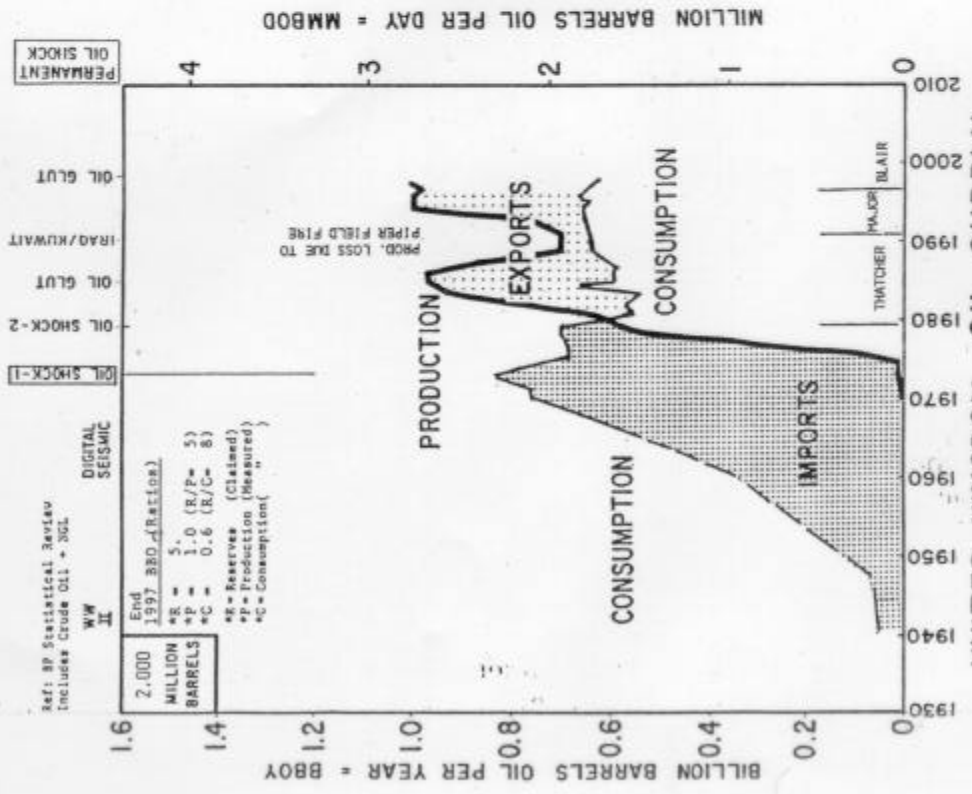 Ref: BP Statistical Review
Includes Crude Oil + NGL
WW
II
DIGITAL
SEISMIC
OIL SHOCK-1
OIL SHOCK-2
OIL GLUT
IRAQ/KUWAIT
OIL GLUT
PERMANENT
OIL SHOCK
2.000
MILLION
BARRELS
End
1997 BBO (Ratios)
*R = 5.
*P = 1.0 (R/P= 5)
*C = 0.6 (R/C= 8)
*R = Reserves (Claimed)
*P = Production (Measured)
*C = Consumption( " )
BILLION BARRELS OIL PER YEAR = BBOY
1.6
1.4
1.2
1.0
0.8
0.6
0.4
0.2
0
PRODUCTION
PROD. LOSS DUE TO
PIPER FIELD FIRE
EXPORTS
CONSUMPTION
CONSUMPTION
IMPORTS
THATCHER
MAJOR
BLAIR
MILLION BARRELS OIL PER DAY = MMBOD
4
3
2
1
0
1930
1940
1950
1960
1970
1980
1990
2000
2010